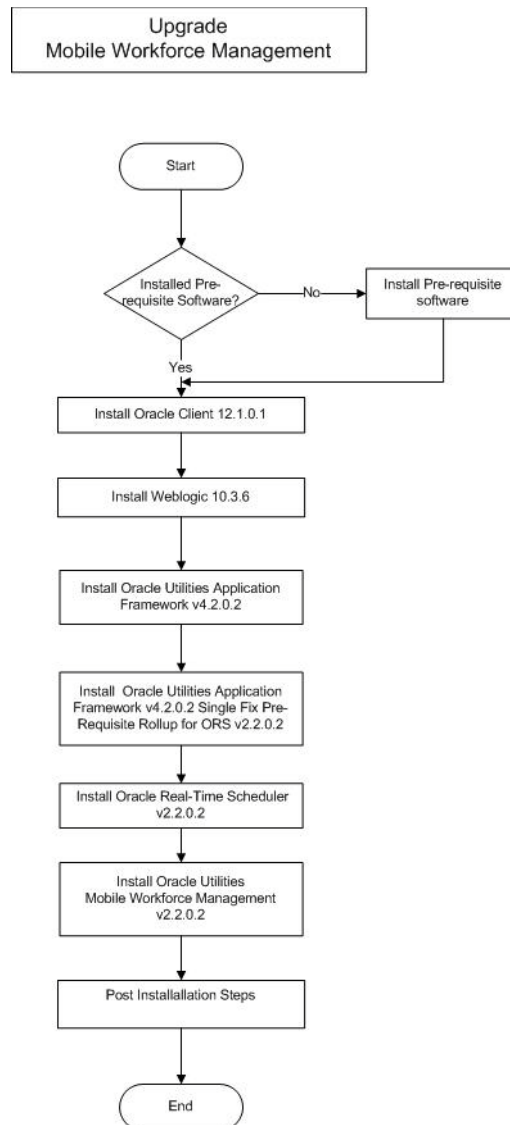 Upgrade
Mobile Workforce Management
Start
Installed Pre-
requisite Software?
No
Install Pre-requisite
software
Yes
Install Oracle Client 12.1.0.1
Install Weblogic 10.3.6
Install Oracle Utilities Application
Framework v4.2.0.2
Install Oracle Utilities Application
Framework v4.2.0.2 Single Fix Pre-
Requisite Rollup for ORS v2.2.0.2
Install Oracle Real-Time Scheduler
v2.2.0.2
Install Oracle Utilities
Mobile Workforce Management
v2.2.0.2
Post Installallation Steps
End